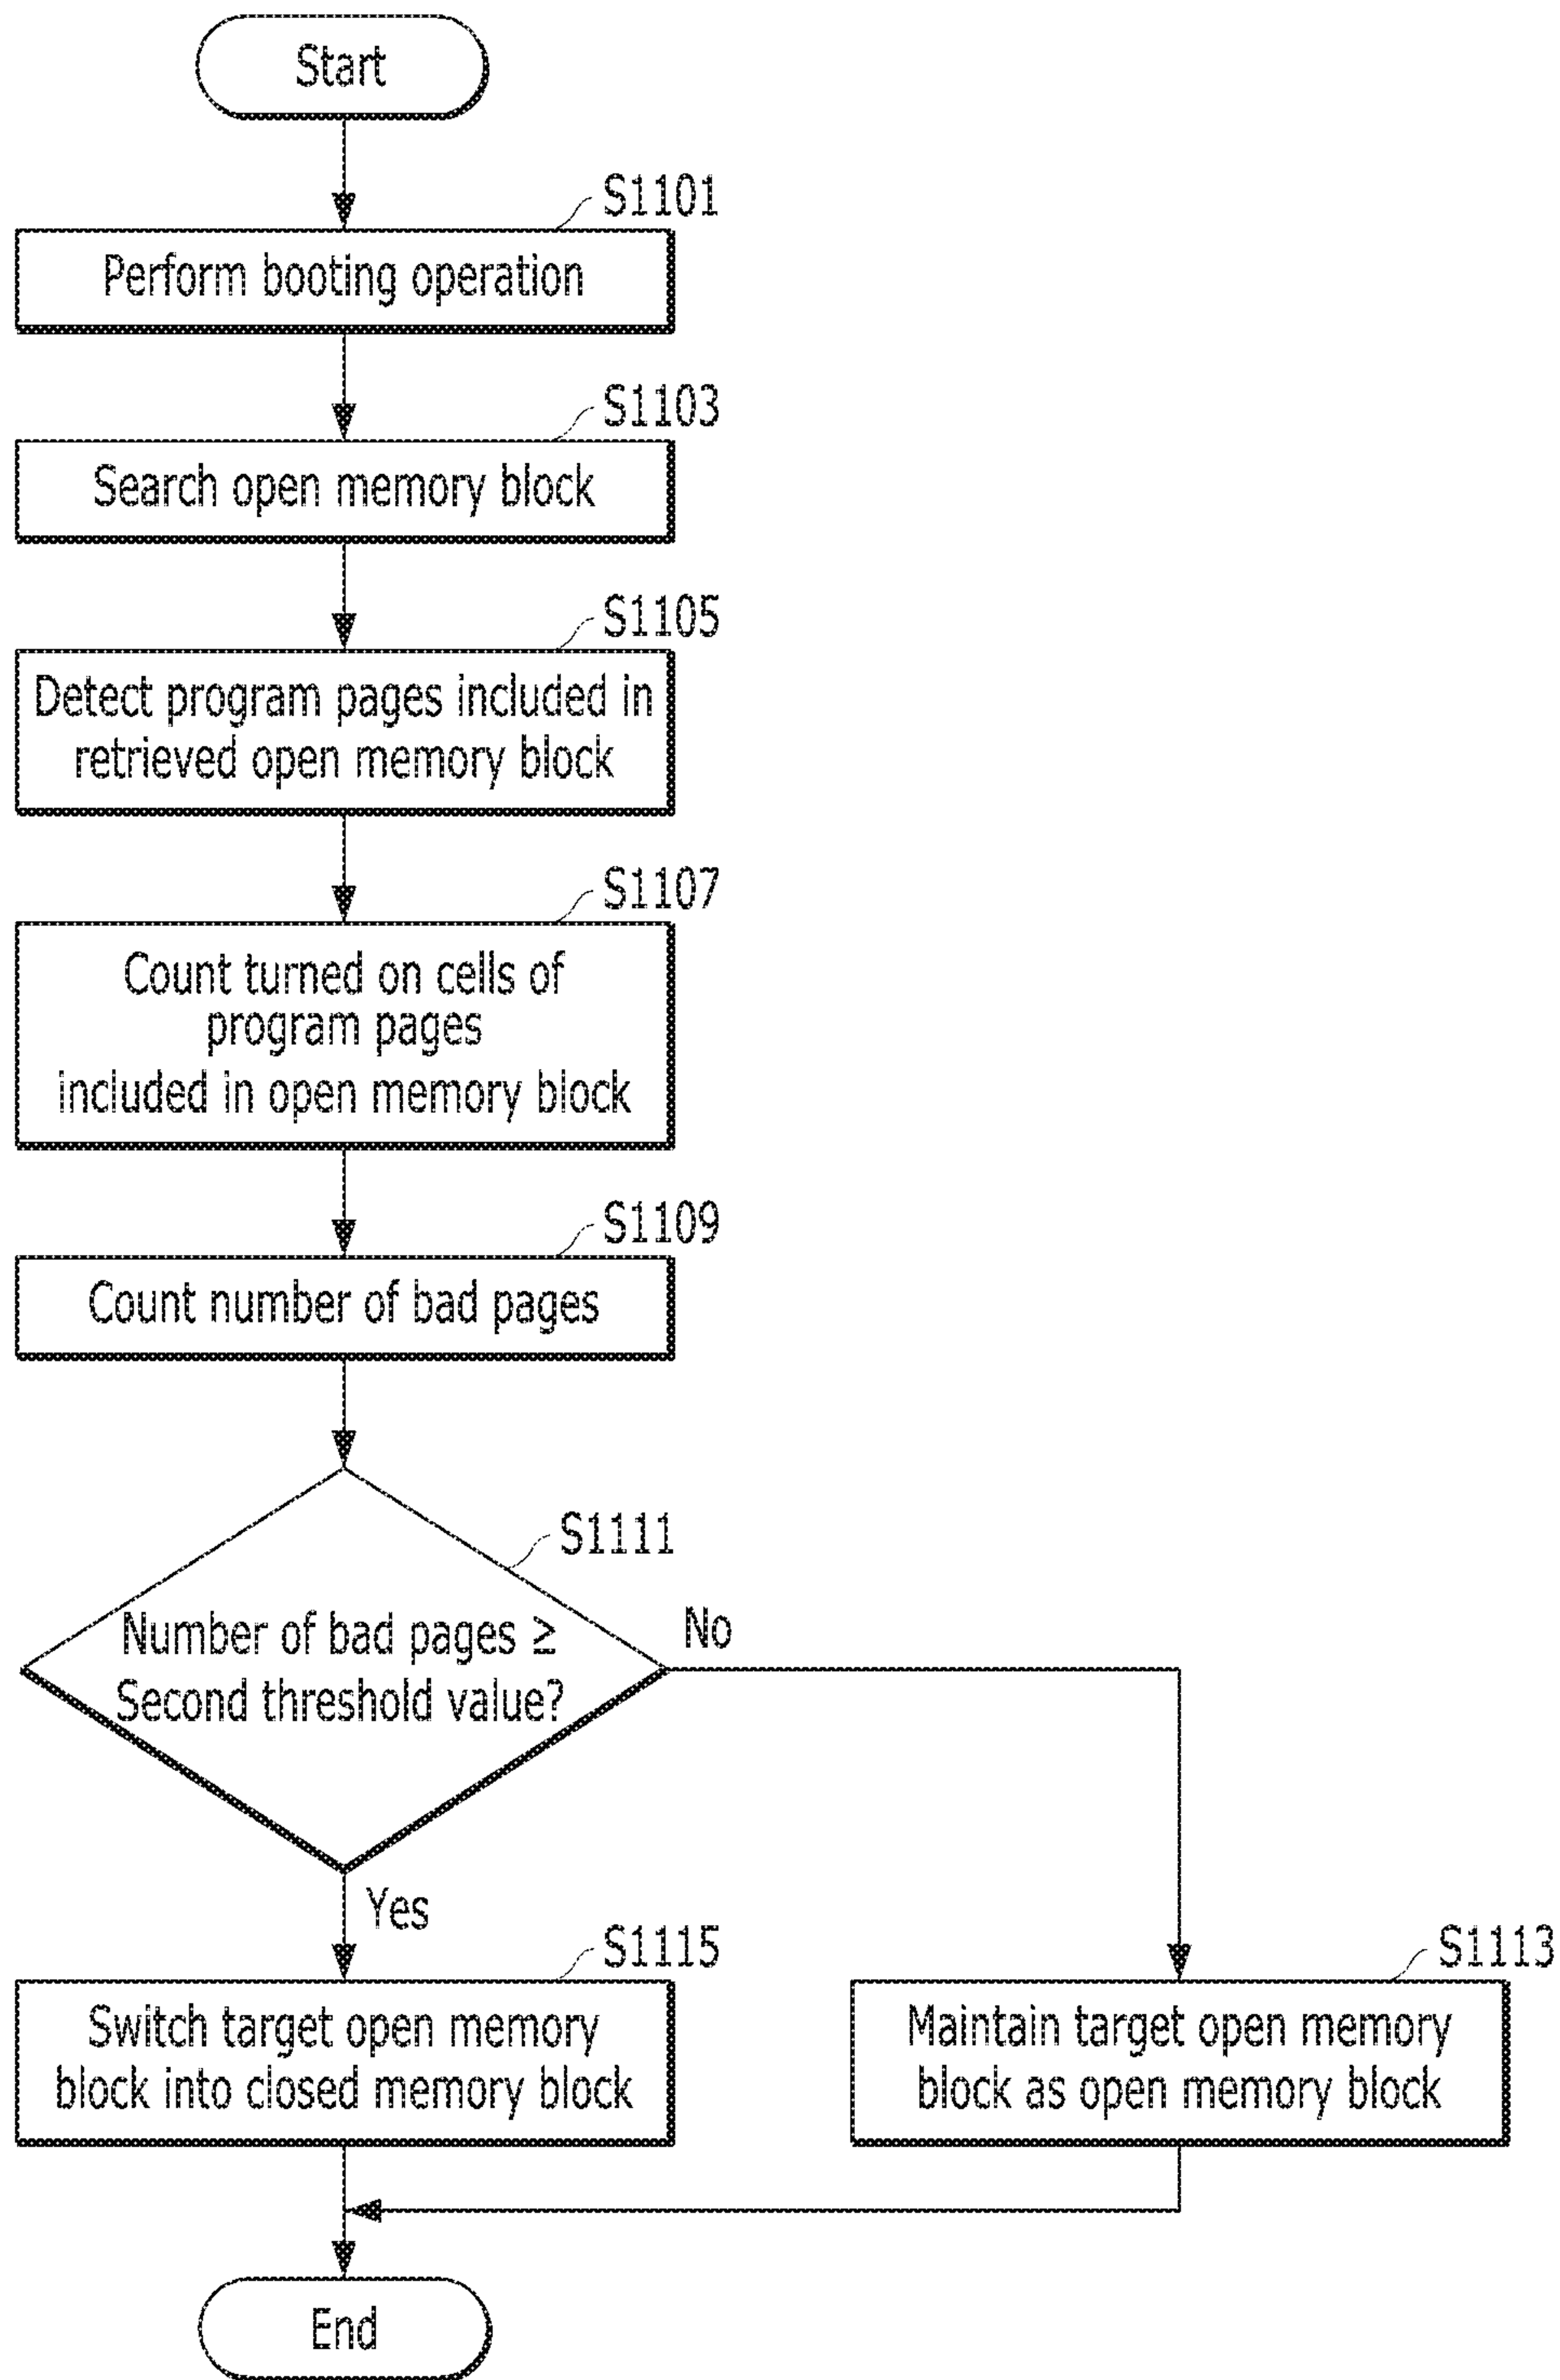 Start
S1101
Perform booting operation
S1103
Search open memory block
S1105
Detect program pages included in
retrieved open memory block
S1107
Count turned on cells of
program pages
included in open memory block
S1109
Count number of bad pages
S1111
Number of bad pages ≥
Second threshold value?
No
Yes
S1115
Switch target open memory
block into closed memory block
S1113
Maintain target open memory
block as open memory block
End